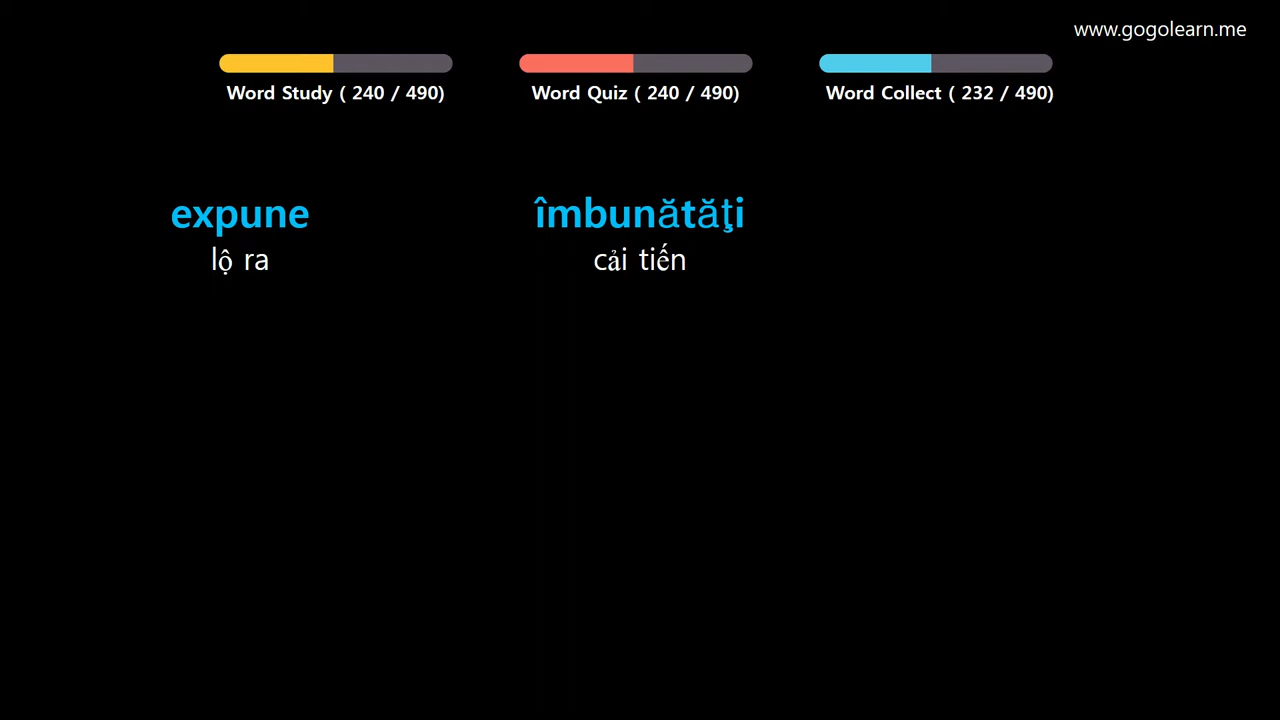 www.gogolearn.me
Word Study ( 240 / 490)
Word Quiz ( 240 / 490)
Word Collect ( 232 / 490)
expune
îmbunătăţi
lộ ra
cải tiến